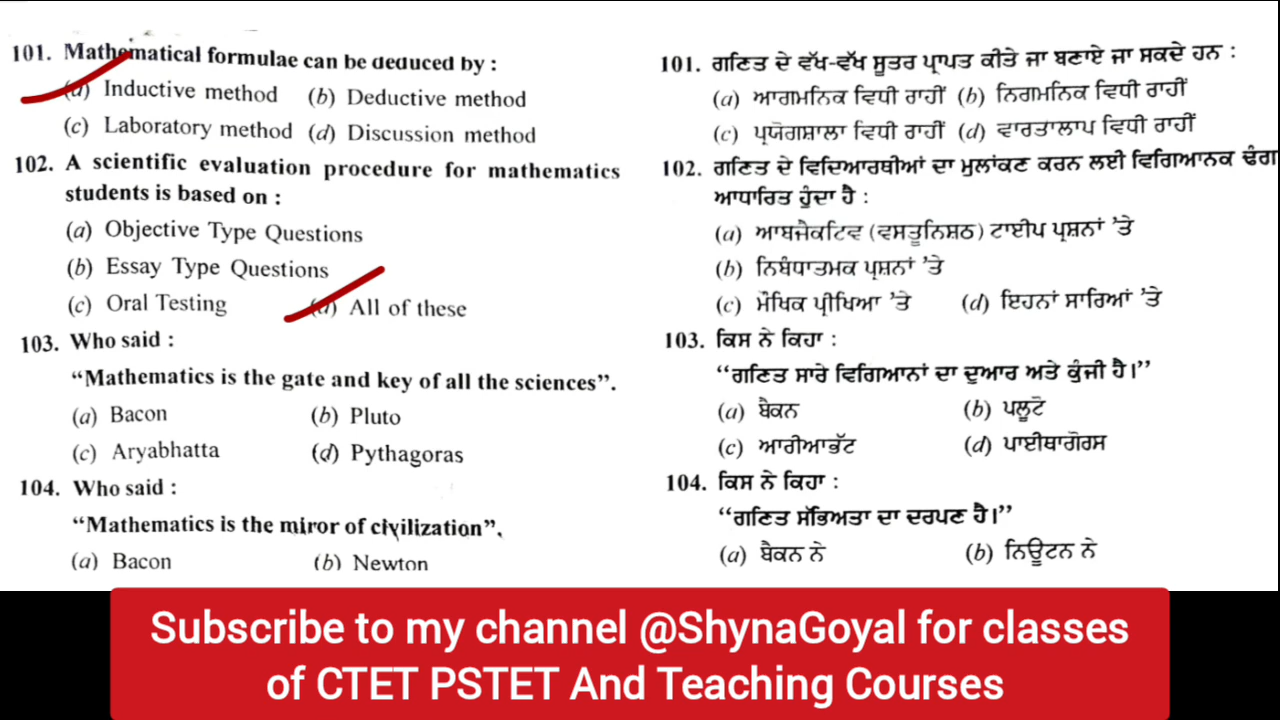 101. Mathematical formulae can be deduced by :
(a) Inductive method (b) Deductive method
(c) Laboratory method (d) Discussion method
102. A scientific evaluation procedure for mathematics
students is based on :
(a) Objective Type Questions
(b) Essay Type Questions
(c) Oral Testing (d) All of these
103. Who said :
“Mathematics is the gate and key of all the sciences”.
(a) Bacon (b) Pluto
(c) Aryabhatta (d) Pythagoras
104. Who said :
“Mathematics is the miror of civilization”.
(a) Bacon (b) Newton
101. ਗਣਿਤ ਦੇ ਵੱਖ-ਵੱਖ ਸੂਤਰ ਪ੍ਰਾਪਤ ਕੀਤੇ ਜਾ ਬਣਾਏ ਜਾ ਸਕਦੇ ਹਨ :
(a) ਆਗਮਨਿਕ ਵਿਧੀ ਰਾਹੀਂ (b) ਨਿਗਮਨਿਕ ਵਿਧੀ ਰਾਹੀਂ
(c) ਪ੍ਰਯੋਗਸ਼ਾਲਾ ਵਿਧੀ ਰਾਹੀਂ (d) ਵਾਰਤਾਲਾਪ ਵਿਧੀ ਰਾਹੀਂ
102. ਗਣਿਤ ਦੇ ਵਿਦਿਆਰਥੀਆਂ ਦਾ ਮੁਲਾਂਕਣ ਕਰਨ ਲਈ ਵਿਗਿਆਨਕ ਢੰਗ
ਆਧਾਰਿਤ ਹੁੰਦਾ ਹੈ :
(a) ਆਬਜੈਕਟਿਵ (ਵਸਤੂਨਿਸ਼ਠ) ਟਾਈਪ ਪ੍ਰਸ਼ਨਾਂ ’ਤੇ
(b) ਨਿਬੰਧਾਤਮਕ ਪ੍ਰਸ਼ਨਾਂ ’ਤੇ
(c) ਮੌਖਿਕ ਪ੍ਰੀਖਿਆ ’ਤੇ (d) ਇਹਨਾਂ ਸਾਰਿਆਂ ’ਤੇ
103. ਕਿਸ ਨੇ ਕਿਹਾ :
“ਗਣਿਤ ਸਾਰੇ ਵਿਗਿਆਨਾਂ ਦਾ ਦੁਆਰ ਅਤੇ ਕੁੰਜੀ ਹੈ।”
(a) ਬੈਕਨ (b) ਪਲੂਟੋ
(c) ਆਰੀਆਭੱਟ (d) ਪਾਈਥਾਗੋਰਸ
104. ਕਿਸ ਨੇ ਕਿਹਾ :
“ਗਣਿਤ ਸੱਭਿਅਤਾ ਦਾ ਦਰਪਣ ਹੈ।”
(a) ਬੈਕਨ ਨੇ (b) ਨਿਊਟਨ ਨੇ
Subscribe to my channel @ShynaGoyal for classes
of CTET PSTET And Teaching Courses